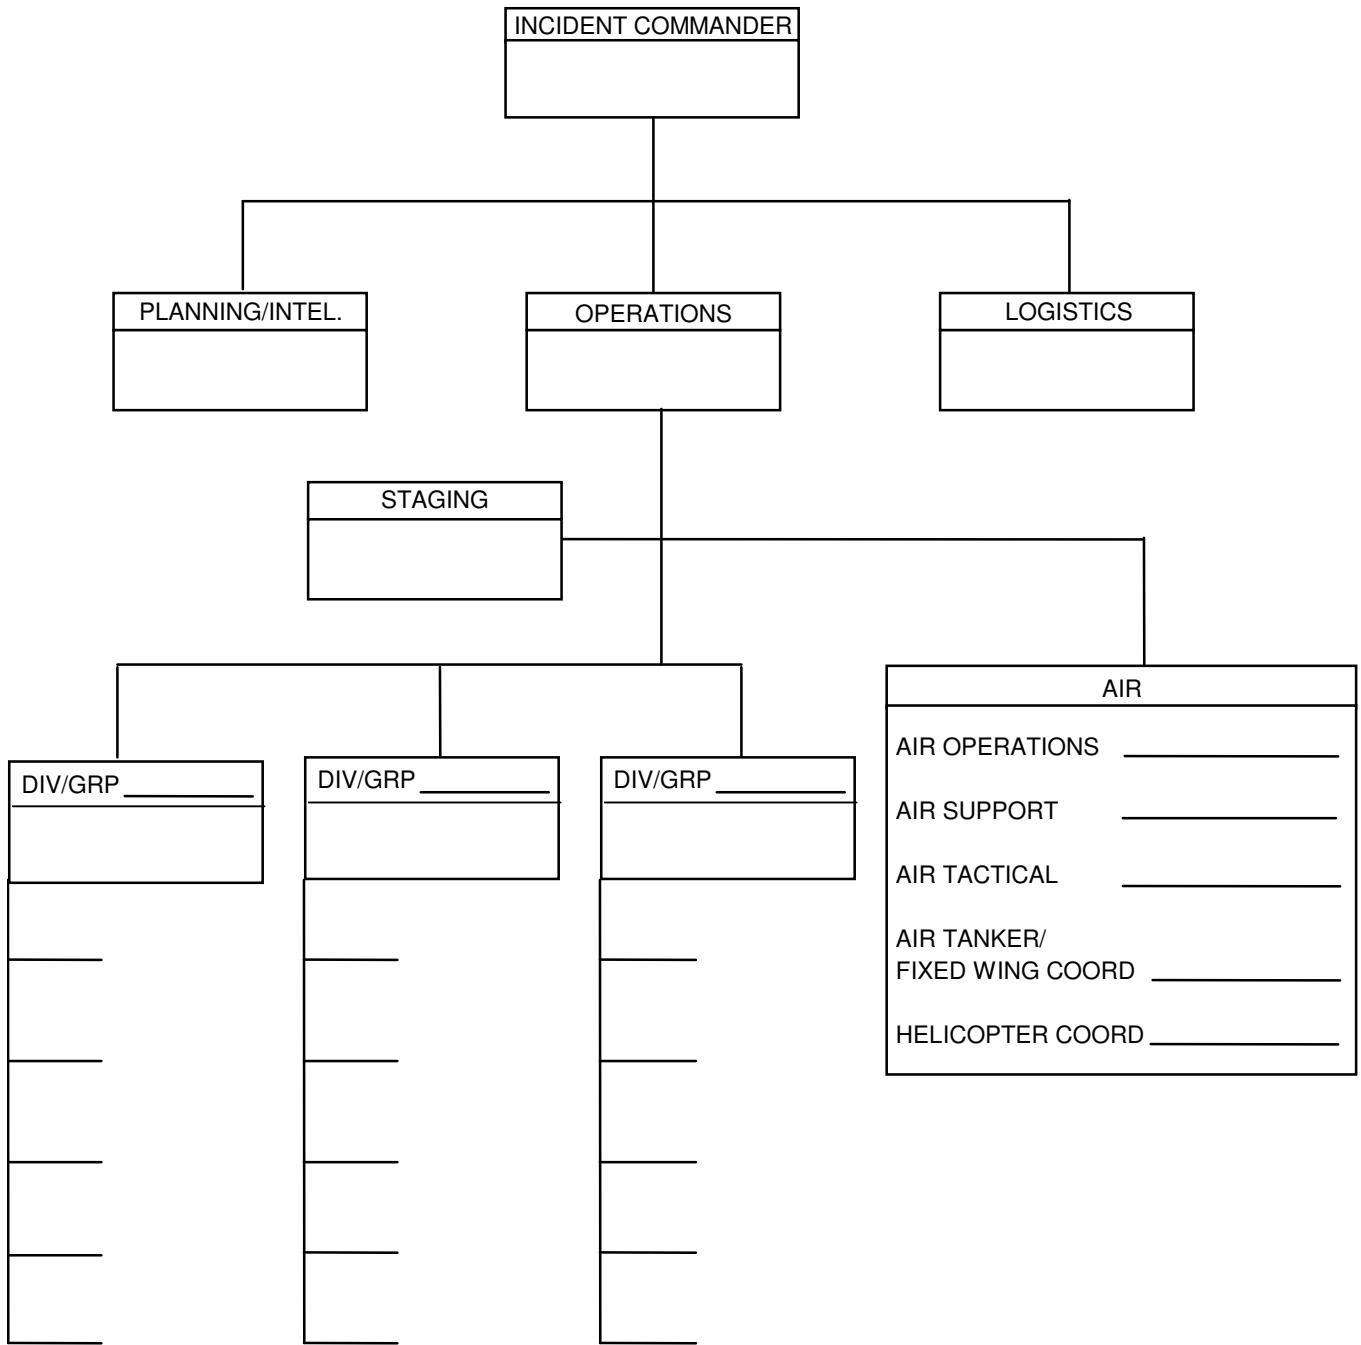 INCIDENT COMMANDER
PLANNING/INTEL.
OPERATIONS
LOGISTICS
STAGING
DIV/GRP
DIV/GRP
DIV/GRP
AIR
AIR OPERATIONS
AIR SUPPORT
AIR TACTICAL
AIR TANKER/
FIXED WING COORD
HELICOPTER COORD